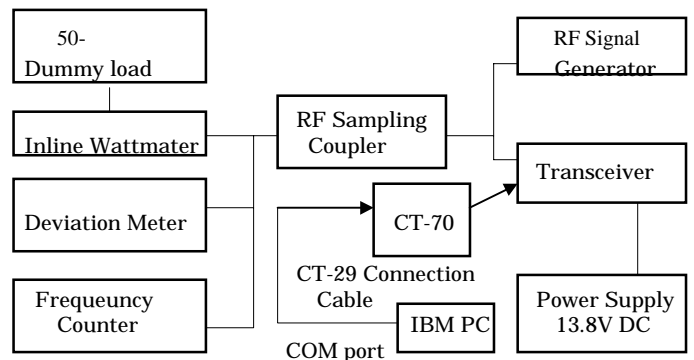 50-
Dummy load
Inline Wattmater
Deviation Meter
Frequeuncy
Counter
RF Sampling
Coupler
CT-70
CT-29 Connection
Cable
IBM PC
COM port
RF Signal
Generator
Transceiver
Power Supply
13.8V DC